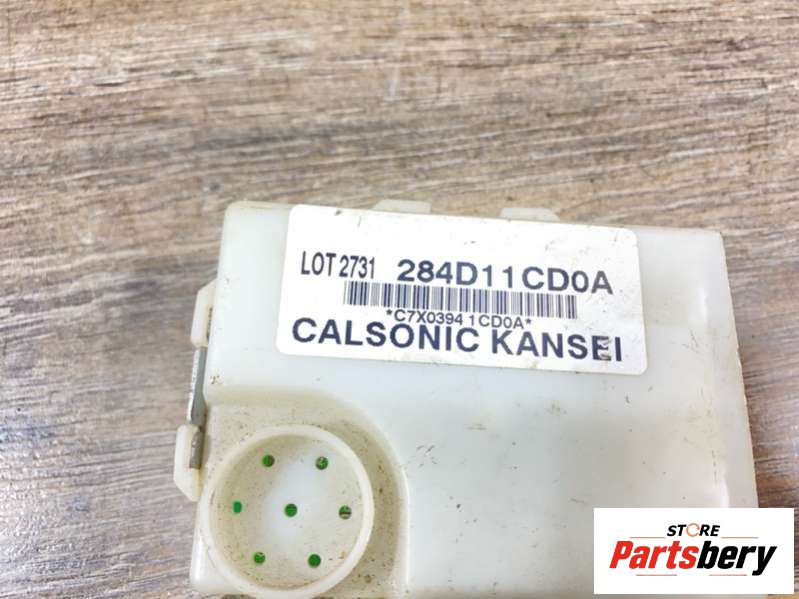 LOT 2731 284D11CD0A
*C7X0394 1CD0A*
CALSONIC KANSEI
STORE
Partsbery